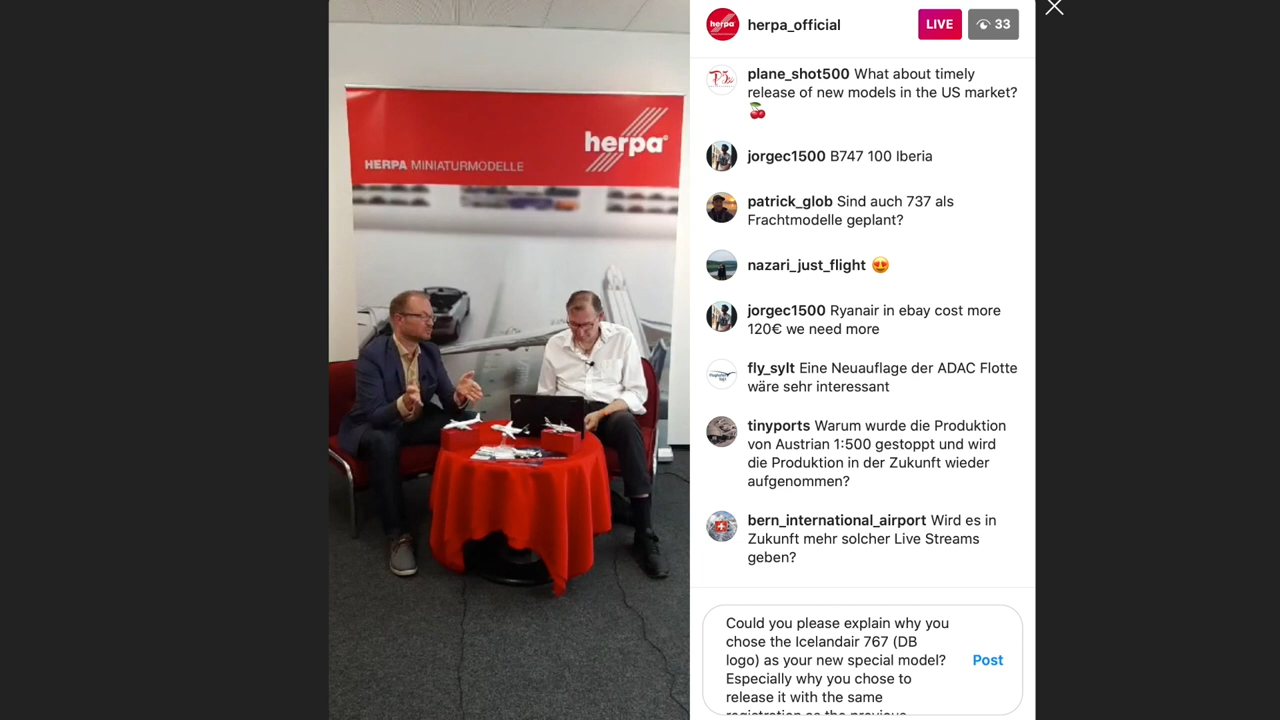 herpa
HERPA MINIATURMODELLE
herpa
herpa_official
LIVE
33
plane_shot500 What about timely
release of new models in the US market?
jorgec1500 B747 100 Iberia
patrick_glob Sind auch 737 als
Frachtmodelle geplant?
nazari_just_flight
jorgec1500 Ryanair in ebay cost more
120€ we need more
fly_sylt Eine Neuauflage der ADAC Flotte
wäre sehr interessant
tinyports Warum wurde die Produktion
von Austrian 1:500 gestoppt und wird
die Produktion in der Zukunft wieder
aufgenommen?
bern_international_airport Wird es in
Zukunft mehr solcher Live Streams
geben?
Could you please explain why you
chose the Icelandair 767 (DB
logo) as your new special model?
Especially why you chose to
release it with the same
registration as the previous
Post